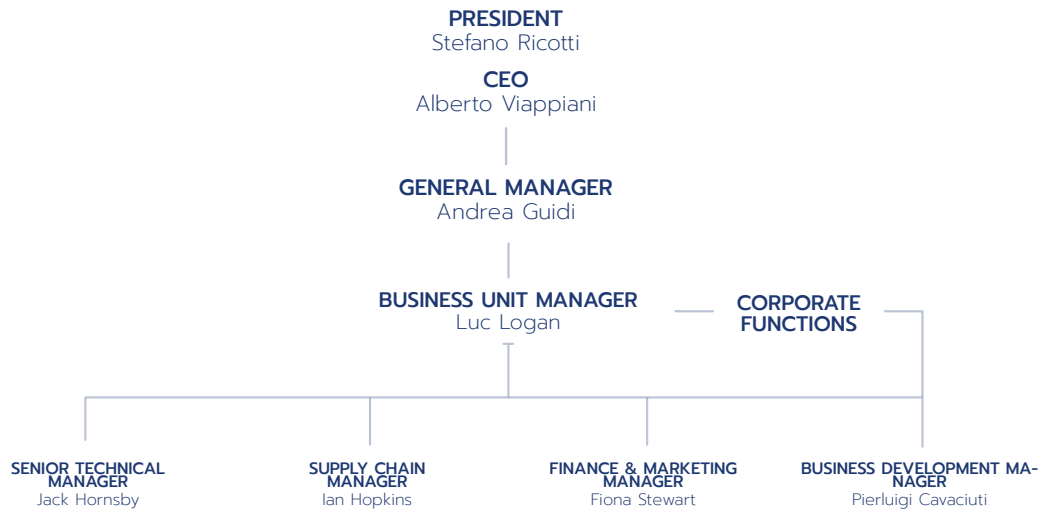 PRESIDENT
Stefano Ricotti
CEO
Alberto Viappiani
GENERAL MANAGER
Andrea Guidi
BUSINESS UNIT MANAGER
Luc Logan
CORPORATE
FUNCTIONS
SENIOR TECHNICAL
MANAGER
Jack Hornsby
SUPPLY CHAIN
MANAGER
Ian Hopkins
FINANCE & MARKETING
MANAGER
Fiona Stewart
BUSINESS DEVELOPMENT MA-
NAGER
Pierluigi Cavaciuti